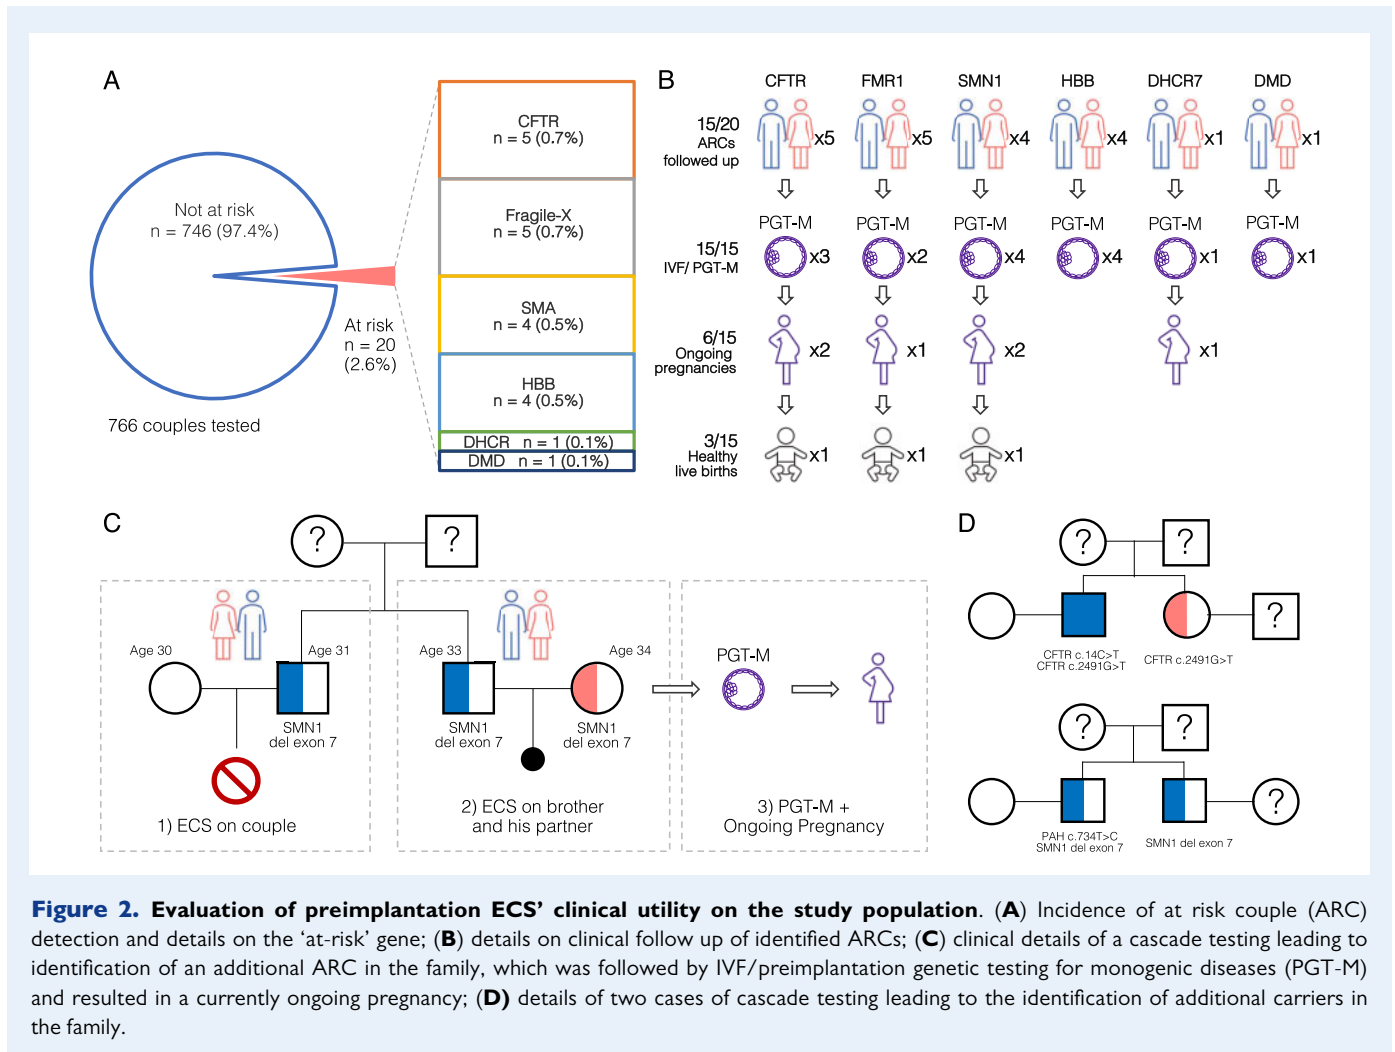 A
Not at risk
n = 746 (97.4%)
At risk
n = 20
(2.6%)
766 couples tested
CFTR
n = 5 (0.7%)
Fragile-X
n = 5 (0.7%)
SMA
n = 4 (0.5%)
HBB
n = 4 (0.5%)
DHCR n = 1 (0.1%)
DMD n = 1 (0.1%)
B
CFTR FMR1 SMN1 HBB DHCR7 DMD
15/20
ARCs
followed up
x5 x5 x4 x4 x1 x1
PGT-M PGT-M PGT-M PGT-M PGT-M PGT-M
15/15
IVF/ PGT-M
x3 x2 x4 x4 x1 x1
6/15
Ongoing
pregnancies
x2 x1 x2 x1
3/15
Healthy
live births
x1 x1 x1
C
? ?
Age 30 Age 31
SMN1
del exon 7
1) ECS on couple
Age 33 Age 34
SMN1 SMN1
del exon 7 del exon 7
2) ECS on brother
and his partner
PGT-M
3) PGT-M +
Ongoing Pregnancy
D
? ?
?
CFTR c.14C>T
CFTR c.2491G>T
CFTR c.2491G>T
? ?
?
PAH c.734T>C
SMN1 del exon 7
SMN1 del exon 7
Figure 2. Evaluation of preimplantation ECS’ clinical utility on the study population. (A) Incidence of at risk couple (ARC)
detection and details on the ‘at-risk’ gene; (B) details on clinical follow up of identified ARCs; (C) clinical details of a cascade testing leading to
identification of an additional ARC in the family, which was followed by IVF/preimplantation genetic testing for monogenic diseases (PGT-M)
and resulted in a currently ongoing pregnancy; (D) details of two cases of cascade testing leading to the identification of additional carriers in
the family.